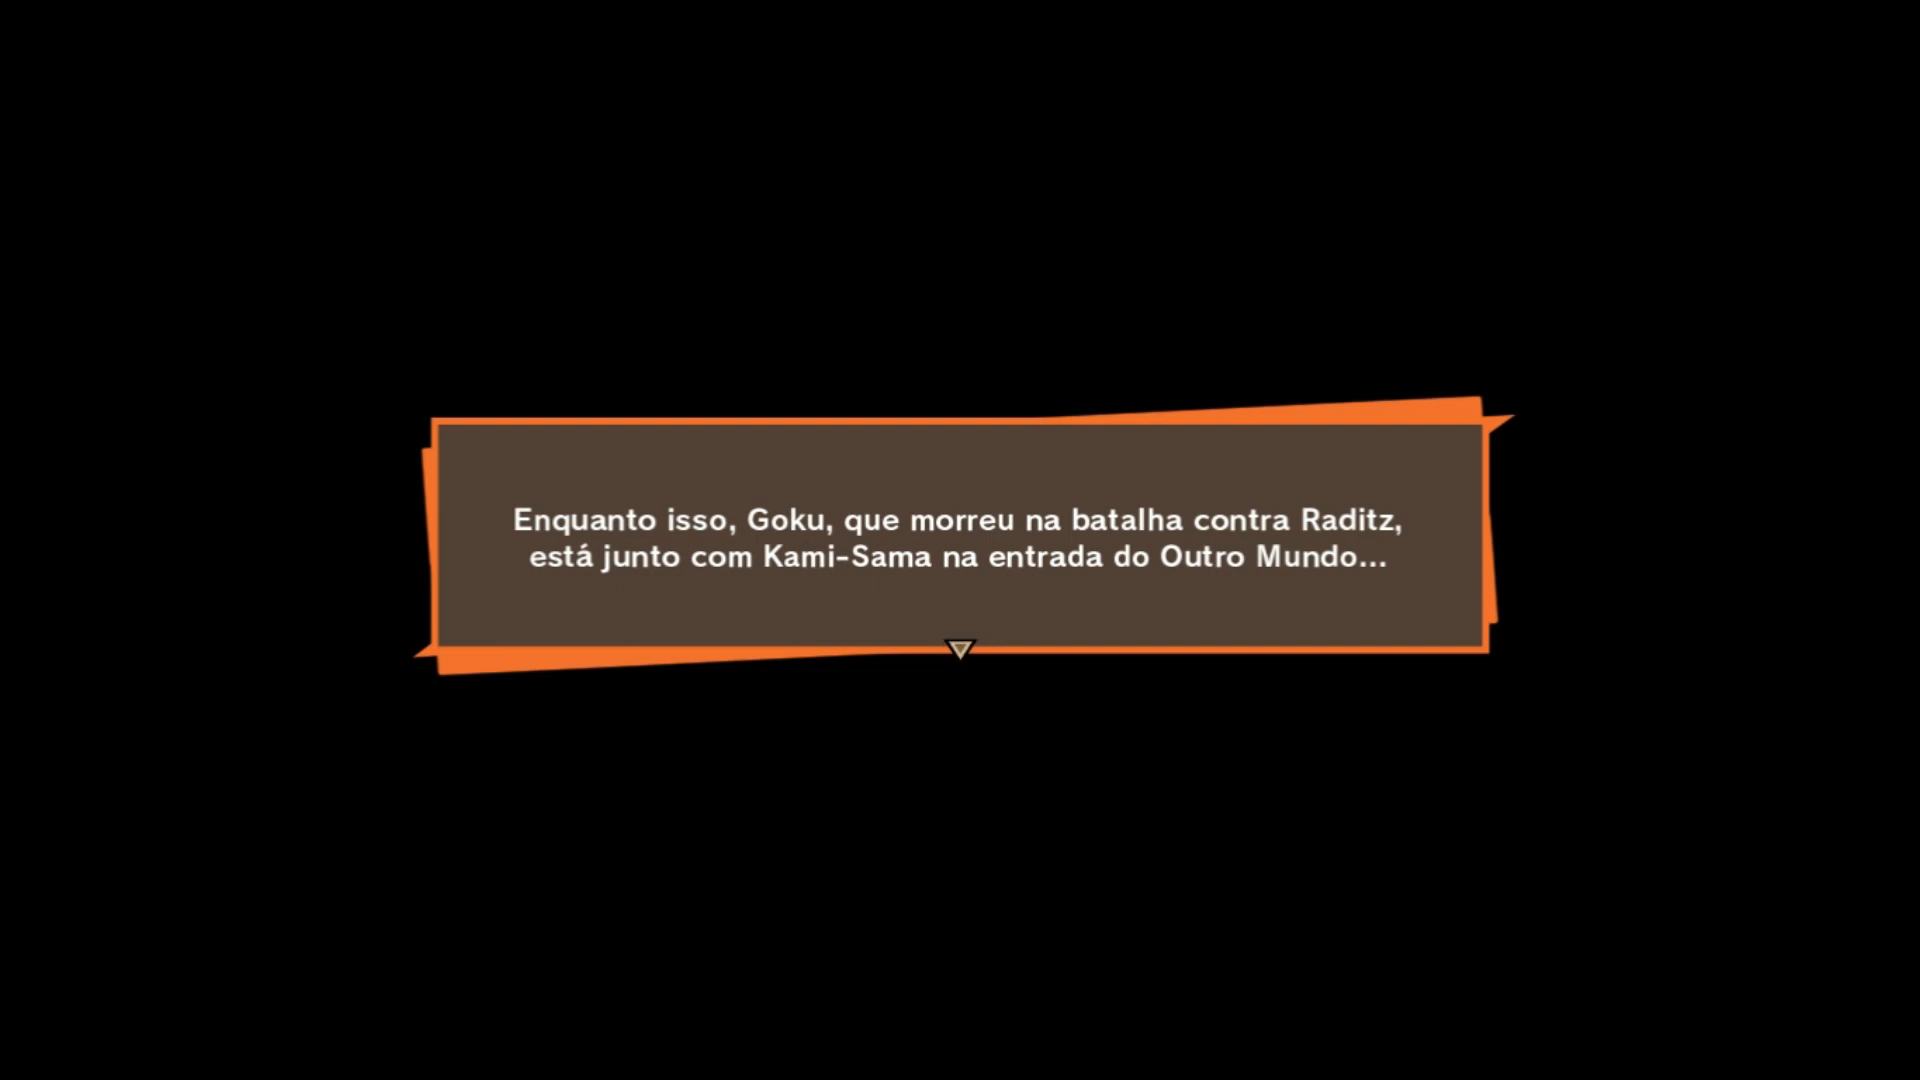 Enquanto isso, Goku, que morreu na batalha contra Raditz,
está junto com Kami-Sama na entrada do Outro Mundo...